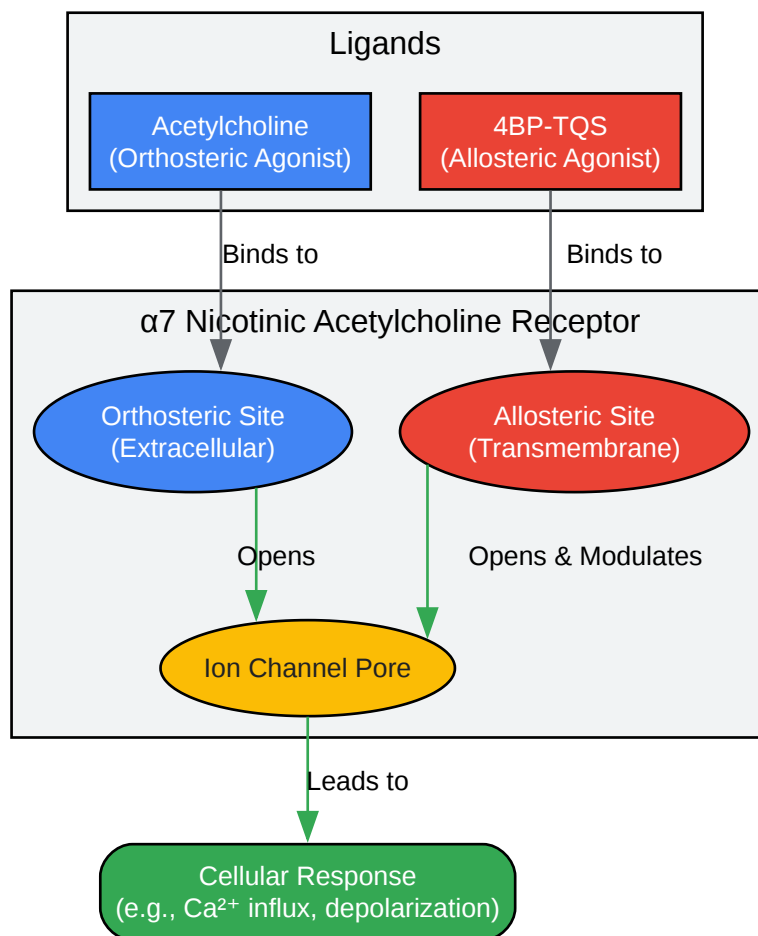 Ligands
Acetylcholine
(Orthosteric Agonist)
4BP-TQS
(Allosteric Agonist)
Binds to
Binds to
α7 Nicotinic Acetylcholine Receptor
Orthosteric Site
(Extracellular)
Allosteric Site
(Transmembrane)
Opens
Opens & Modulates
Ion Channel Pore
Leads to
Cellular Response
(e.g., Ca²⁺ influx, depolarization)